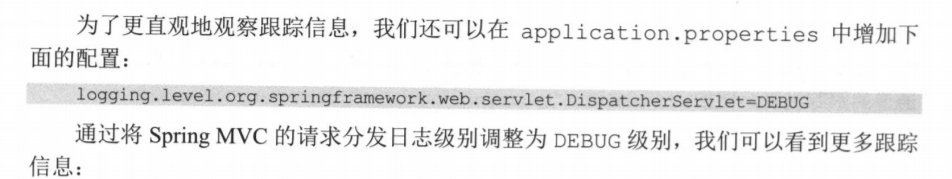 为了更直观地观察跟踪信息，我们还可以在 application.properties 中增加下
面的配置：
logging.level.org.springframework.web.servlet.DispatcherServlet=DEBUG
通过将 Spring MVC 的请求分发日志级别调整为 DEBUG 级别，我们可以看到更多跟踪
信息：